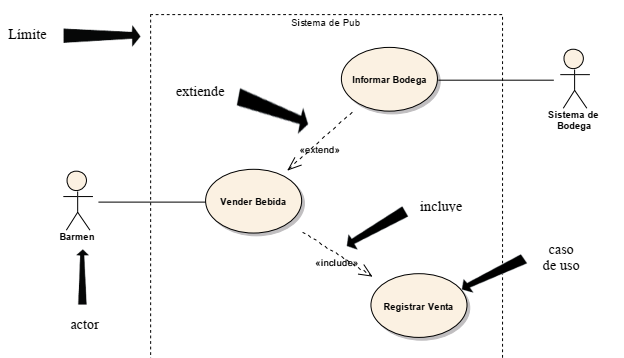 Sistema de Pub
Límite
Informar Bodega
extiende
Sistema de
Bodega
«extend»
Vender Bebida
incluye
Barmen
caso
de uso
«include»
Registrar Venta
actor